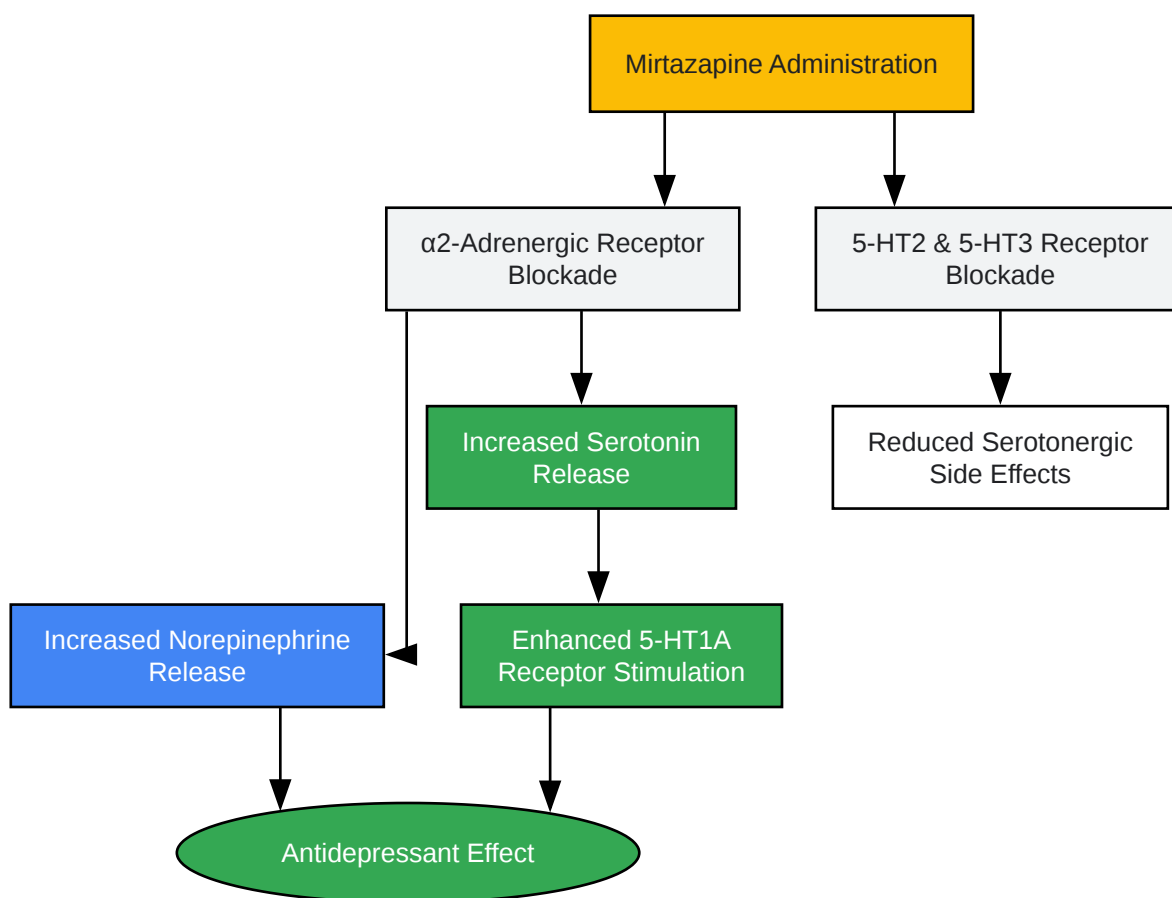 Mirtazapine Administration
α2-Adrenergic Receptor
Blockade
5-HT2 & 5-HT3 Receptor
Blockade
Increased Serotonin
Release
Reduced Serotonergic
Side Effects
Increased Norepinephrine
Release
Enhanced 5-HT1A
Receptor Stimulation
Antidepressant Effect